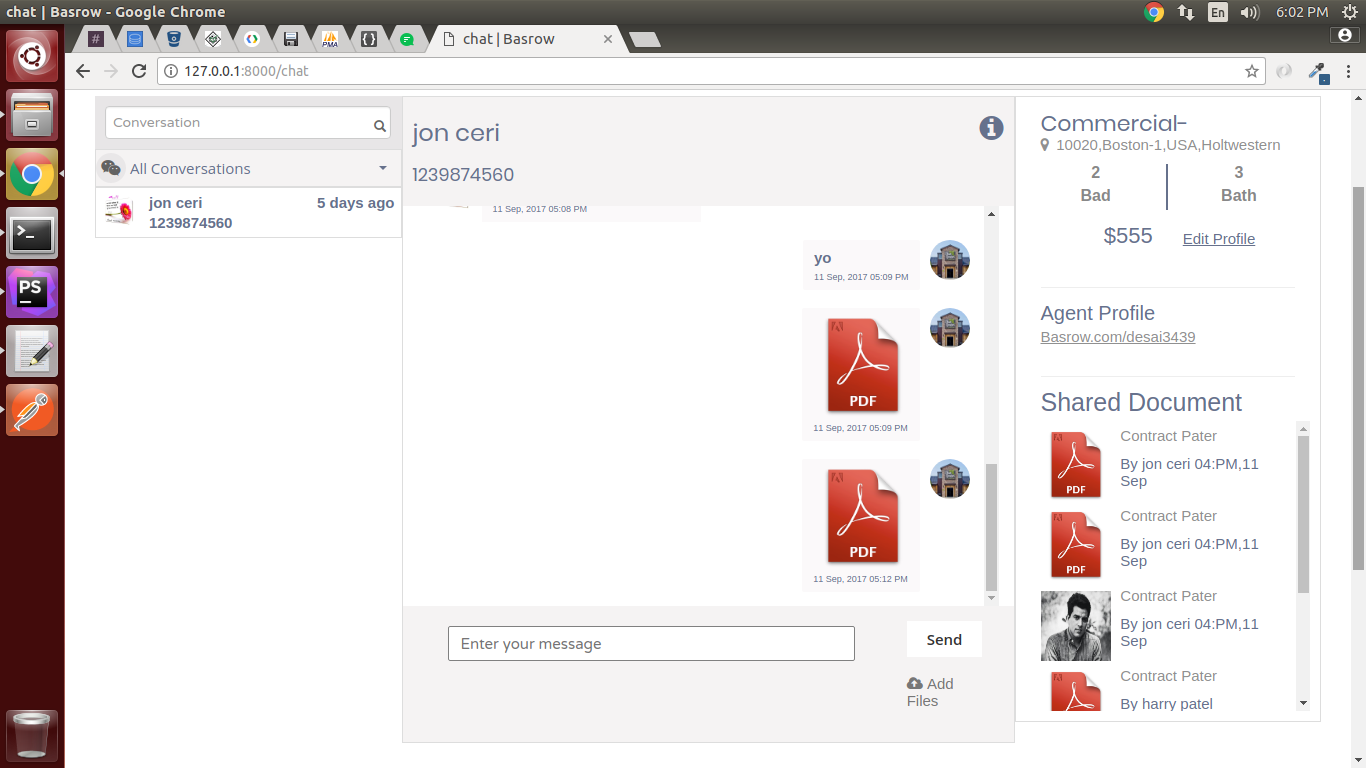 chat | Basrow - Google Chrome
En
6:02 PM
#
PMA
{}
chat | Basrow
127.0.0.1:8000/chat
PS
Conversation
All Conversations
jon ceri
5 days ago
1239874560
jon ceri
1239874560
11 Sep, 2017 05:08 PM
yo
11 Sep, 2017 05:09 PM
PDF
11 Sep, 2017 05:09 PM
PDF
11 Sep, 2017 05:12 PM
Enter your message
Send
Add
Files
Commercial-
10020,Boston-1,USA,Holtwestern
2
3
Bad
Bath
$555
Edit Profile
Agent Profile
Basrow.com/desai3439
Shared Document
PDF
Contract Pater
By jon ceri 04:PM,11
Sep
PDF
Contract Pater
By jon ceri 04:PM,11
Sep
Contract Pater
By jon ceri 04:PM,11
Sep
Contract Pater
By harry patel